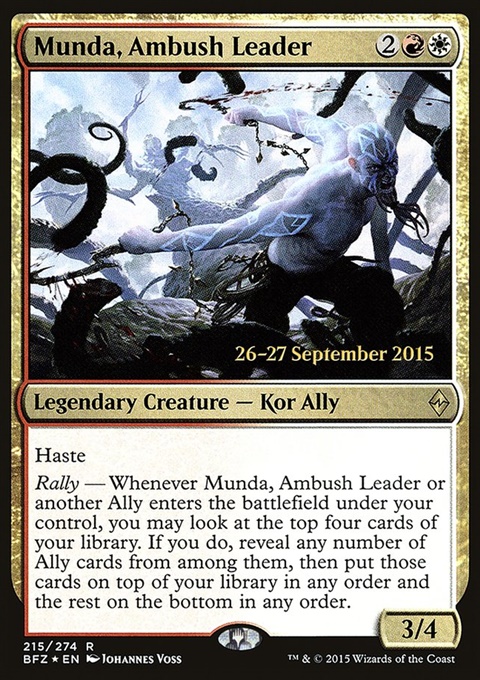 Munda, Ambush Leader 2
26–27 September 2015
Legendary Creature — Kor Ally
Haste
Rally — Whenever Munda, Ambush Leader or
another Ally enters the battlefield under your
control, you may look at the top four cards of
your library. If you do, reveal any number of
Ally cards from among them, then put those
cards on top of your library in any order and
the rest on the bottom in any order.
3/4
215/274 R
BFZ ★ EN Johannes Voss
™ & © 2015 Wizards of the Coast